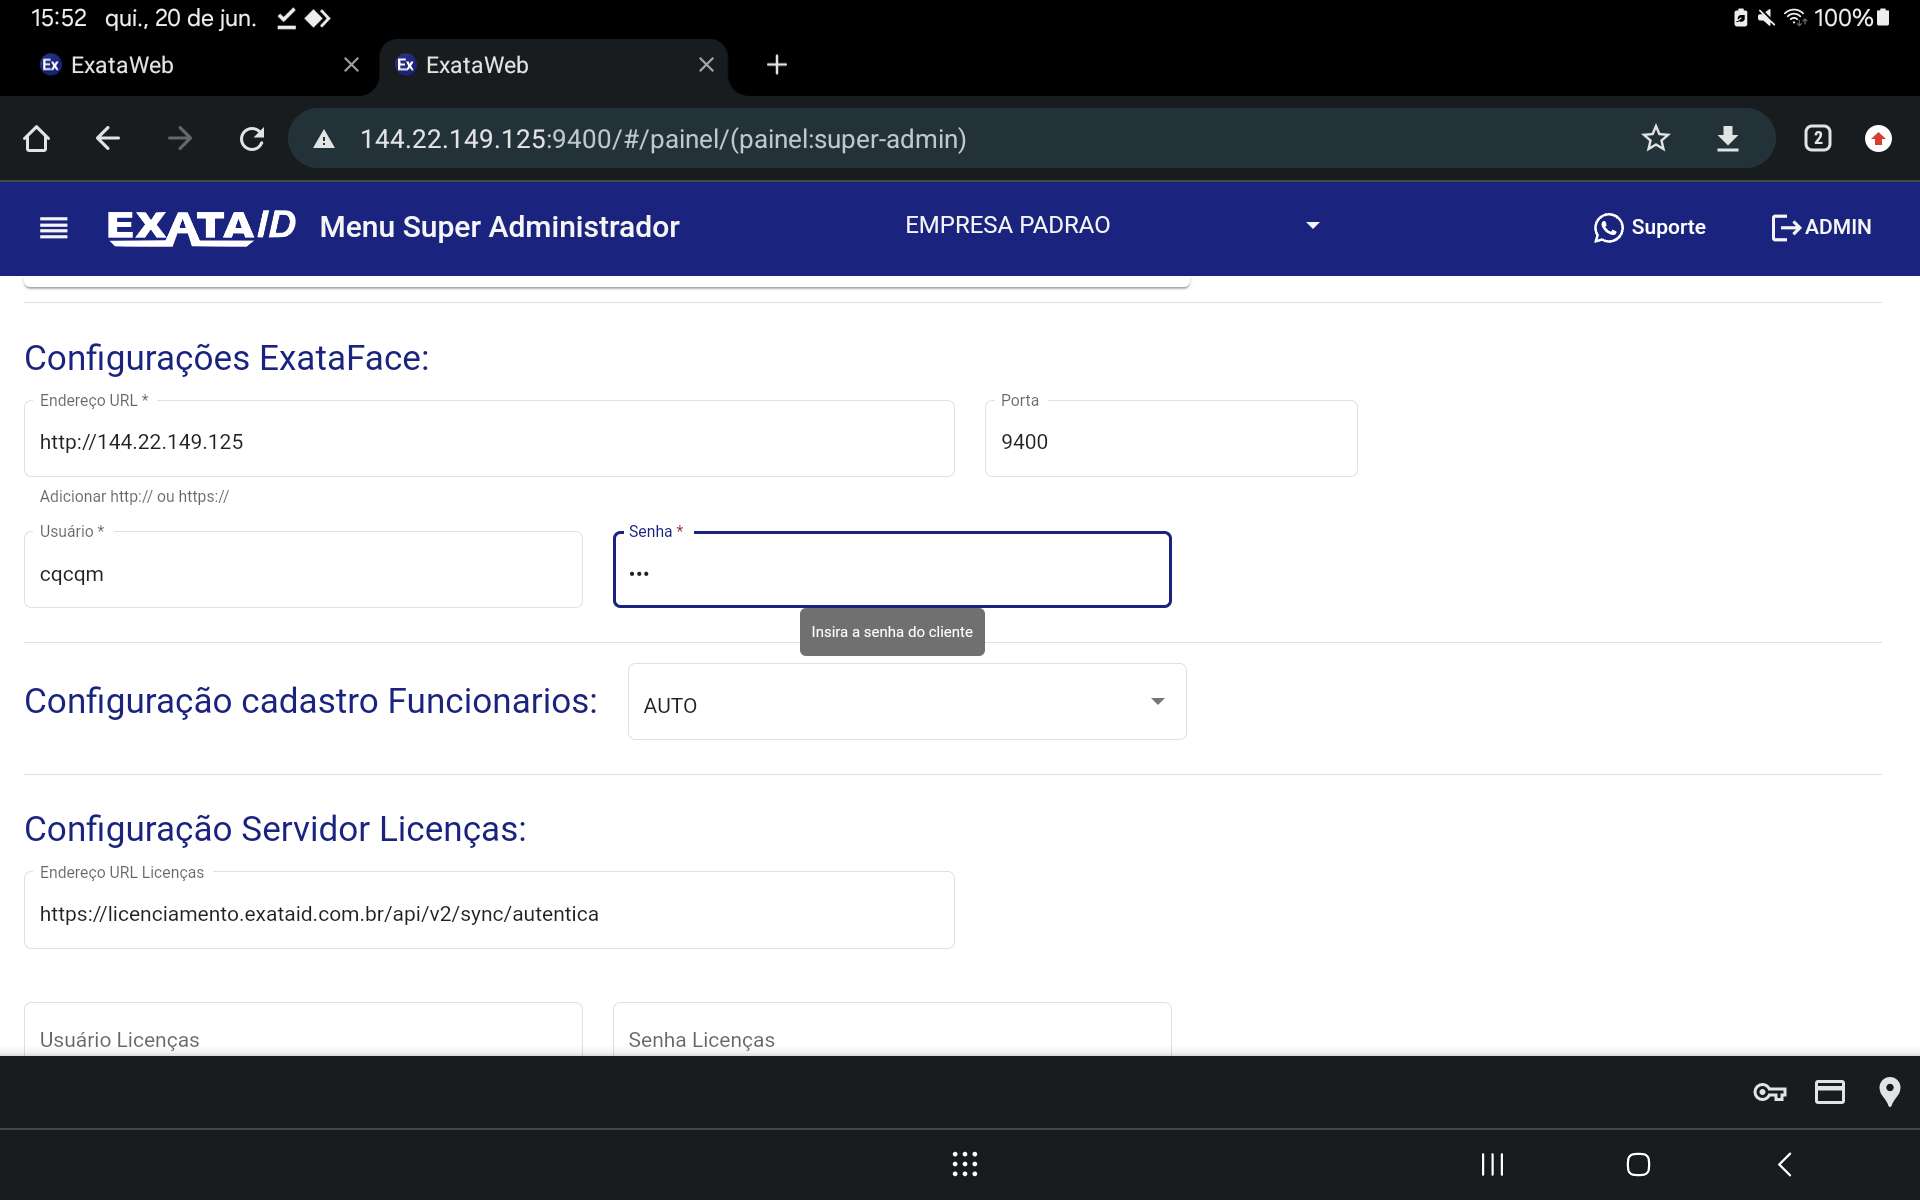 15:52 qui., 20 de jun. 100%
Ex ExataWeb Ex ExataWeb
144.22.149.125:9400/#/painel/(painel:super-admin) 2
EXATAID Menu Super Administrador EMPRESA PADRAO Suporte ADMIN
Configurações ExataFace:
Endereço URL * Porta
http://144.22.149.125 9400
Adicionar http:// ou https://
Usuário * Senha *
cqcqm •••
Insira a senha do cliente
Configuração cadastro Funcionarios: AUTO
Configuração Servidor Licenças:
Endereço URL Licenças
https://licenciamento.exataid.com.br/api/v2/sync/autentica
Usuário Licenças Senha Licenças